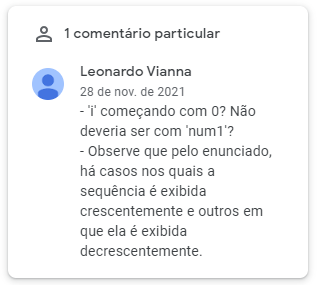 1 comentário particular
Leonardo Vianna
28 de nov. de 2021
- 'i' começando com 0? Não
deveria ser com 'num1'?
- Observe que pelo enunciado,
há casos nos quais a
sequência é exibida
crescentemente e outros em
que ela é exibida
decrescentemente.